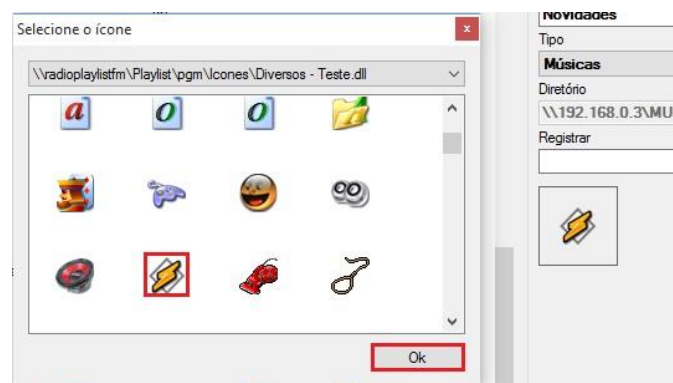 Selecione o ícone
x
\\radioplaylistfm\Playlist\pgm\Icones\Diversos - Teste.dll
a
o
o
Ok
Novidades
Tipo
Músicas
Diretório
\\192.168.0.3\MU
Registrar